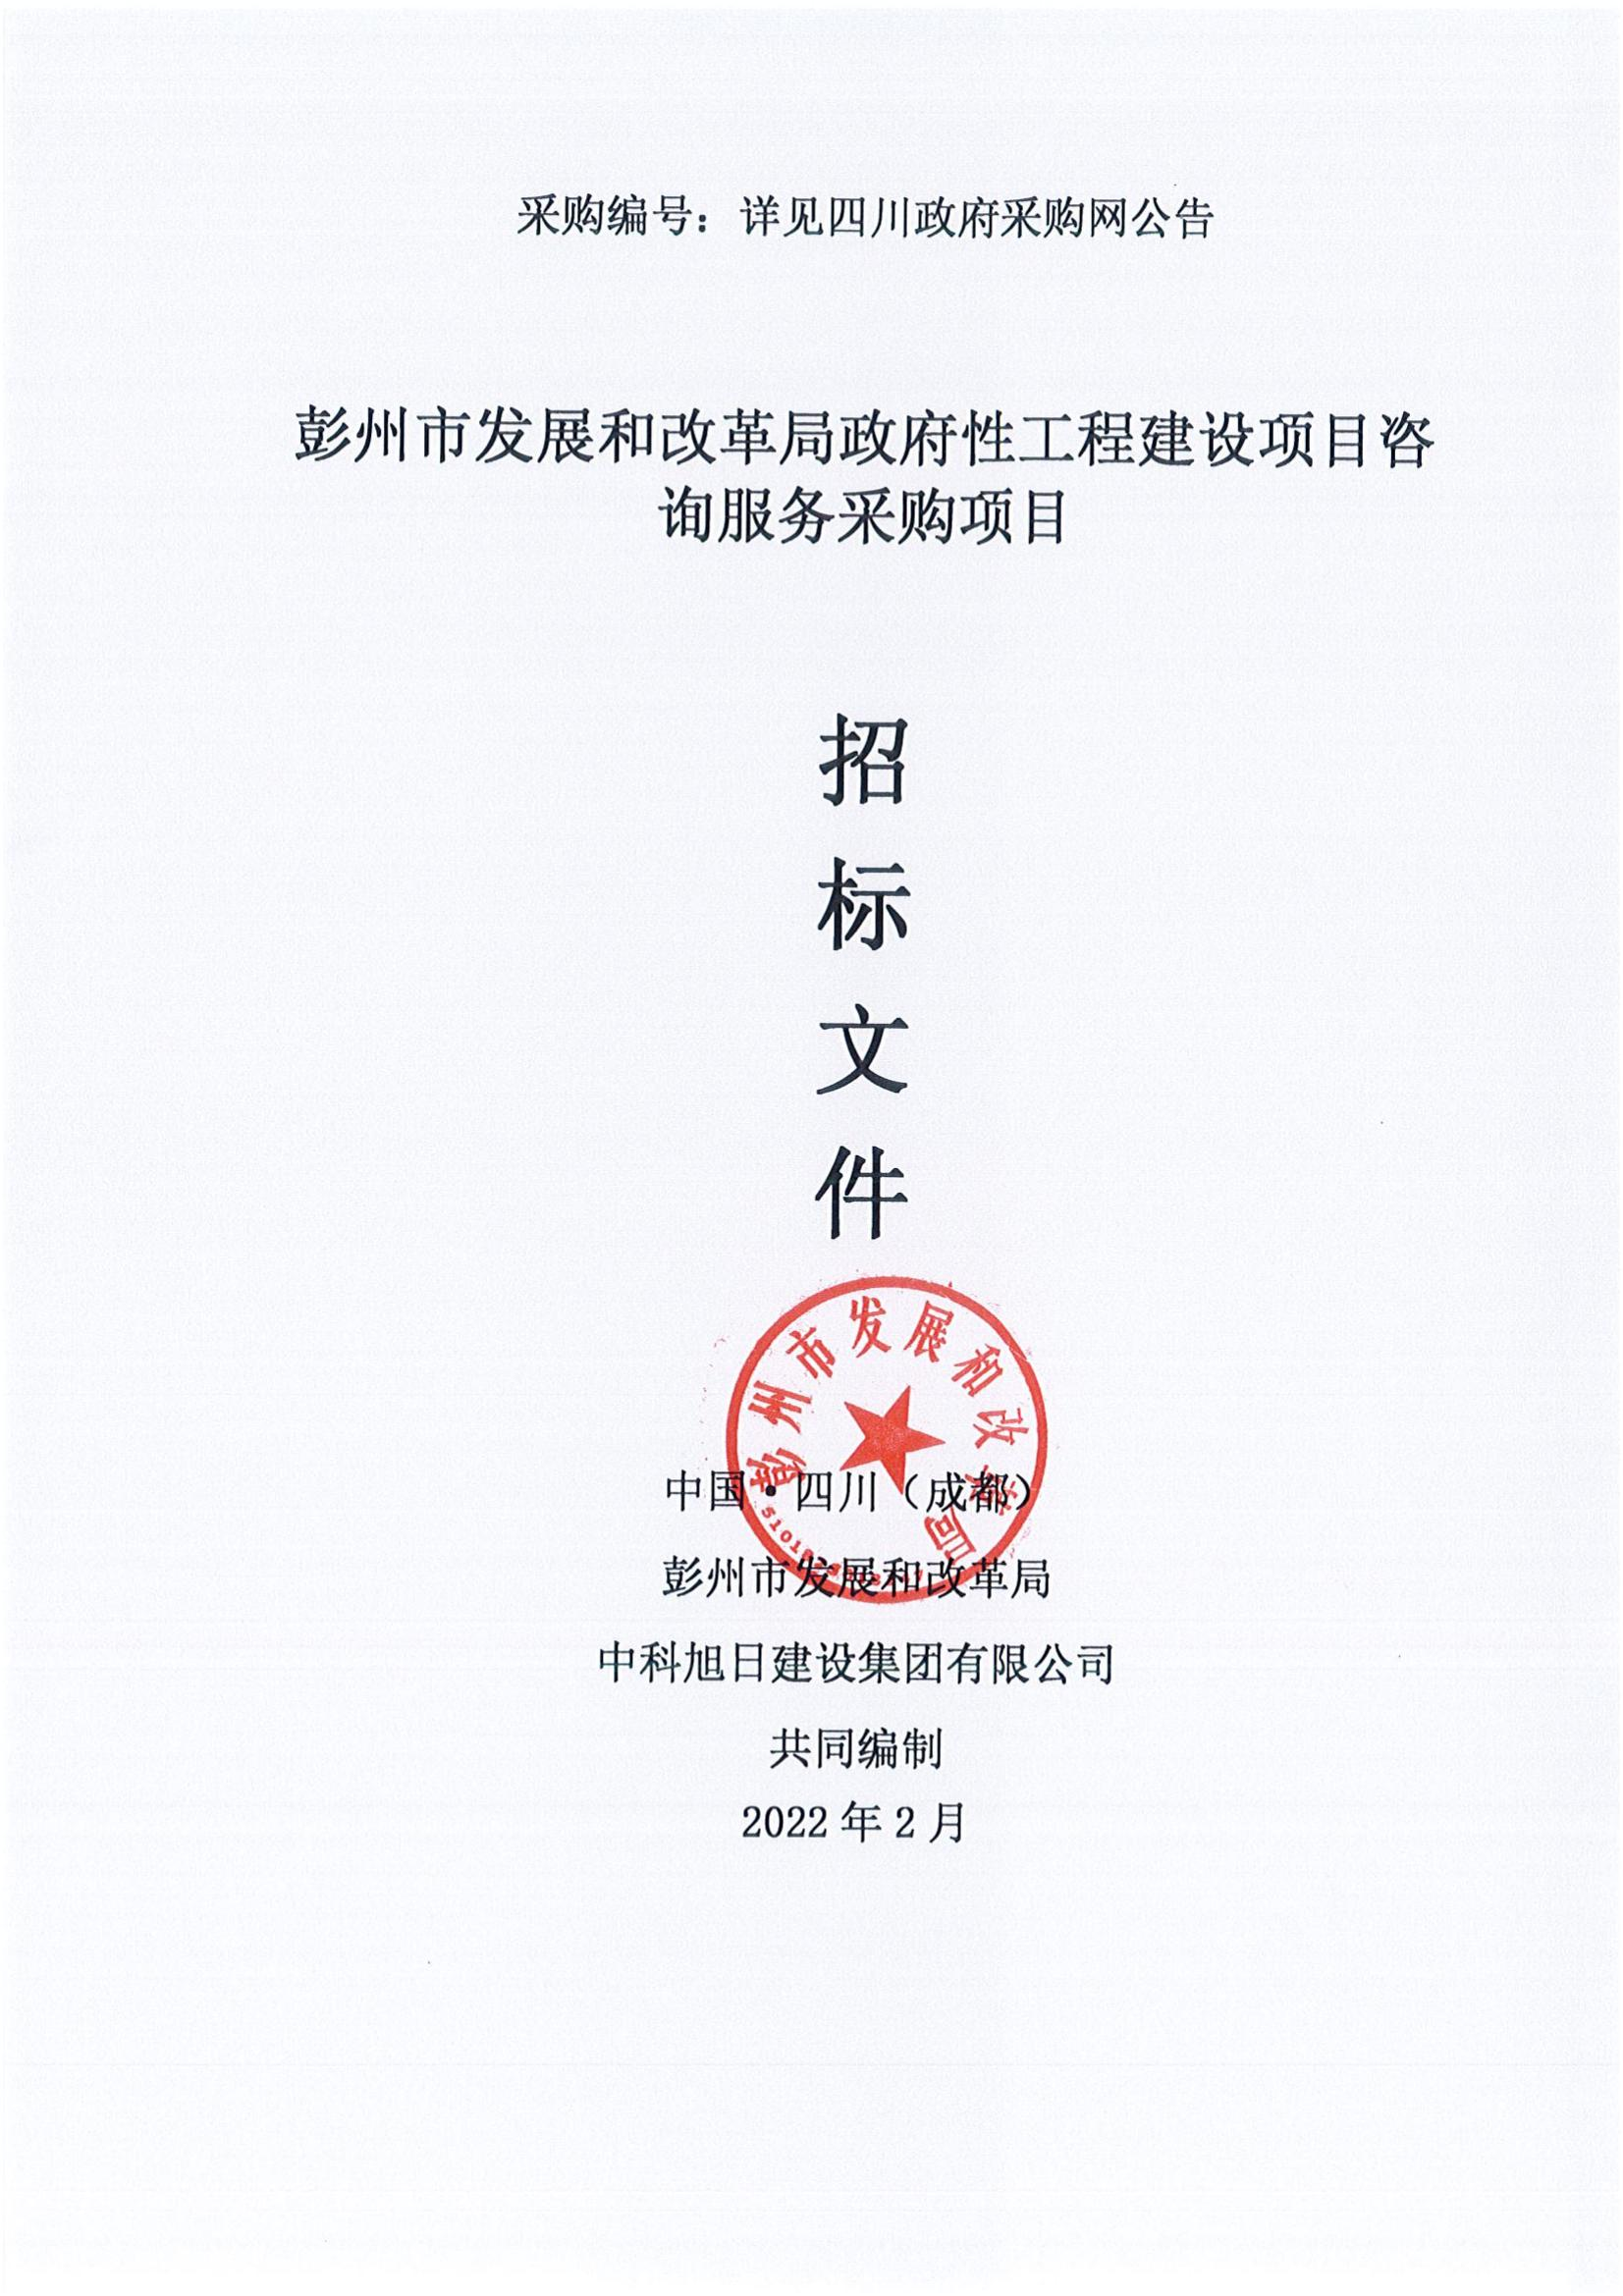 采购编号：详见四川政府采购网公告
彭州市发展和改革局政府性工程建设项目咨
询服务采购项目
招
标
文
件
彭州市发展和改革局
中国·四川（成都）
彭州市发展和改革局
中科旭日建设集团有限公司
共同编制
2022年2月